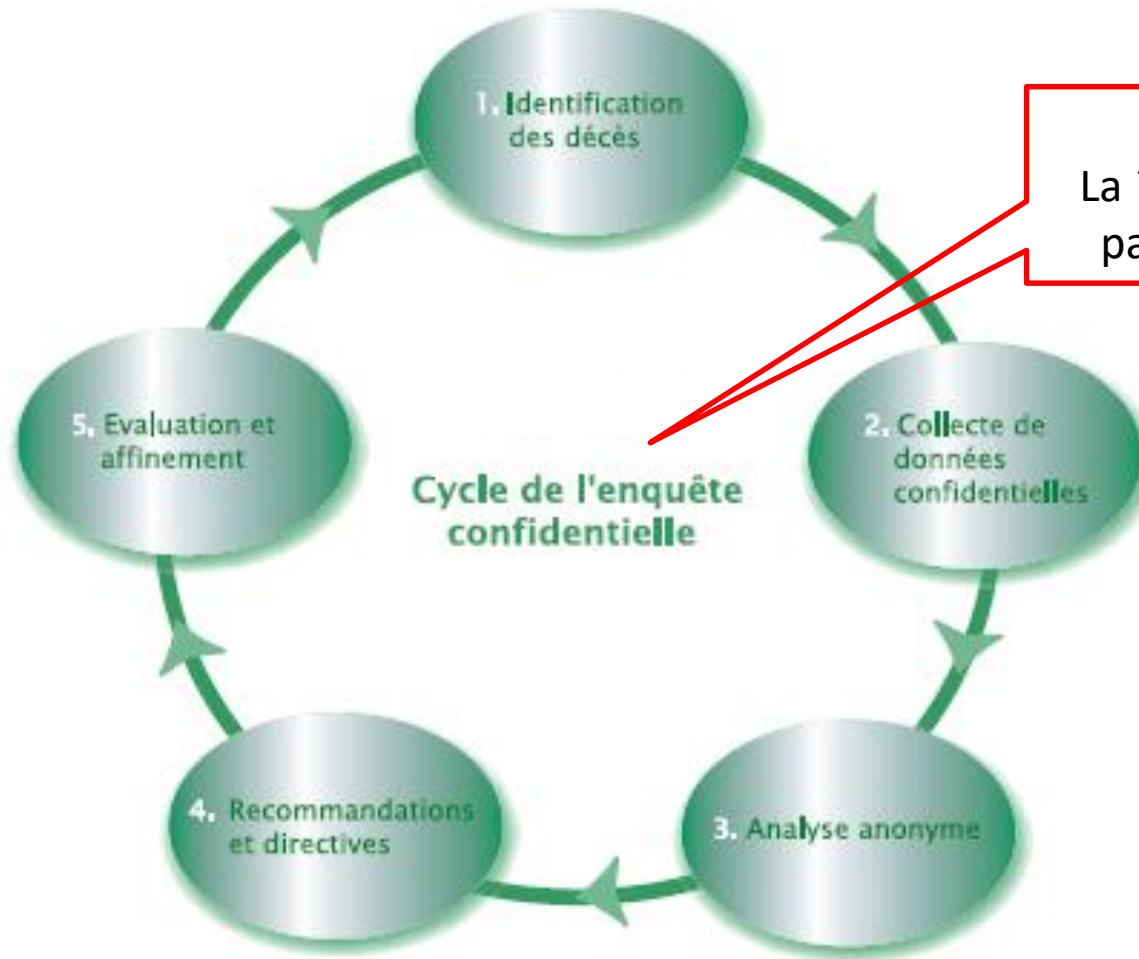 1. Identification
des décès
La
pa
5. Evaluation et
affinement
2. Collecte de
données
confidentielles
Cycle de l'enquête
confidentielle
4. Recommandations
et directives
3. Analyse anonyme